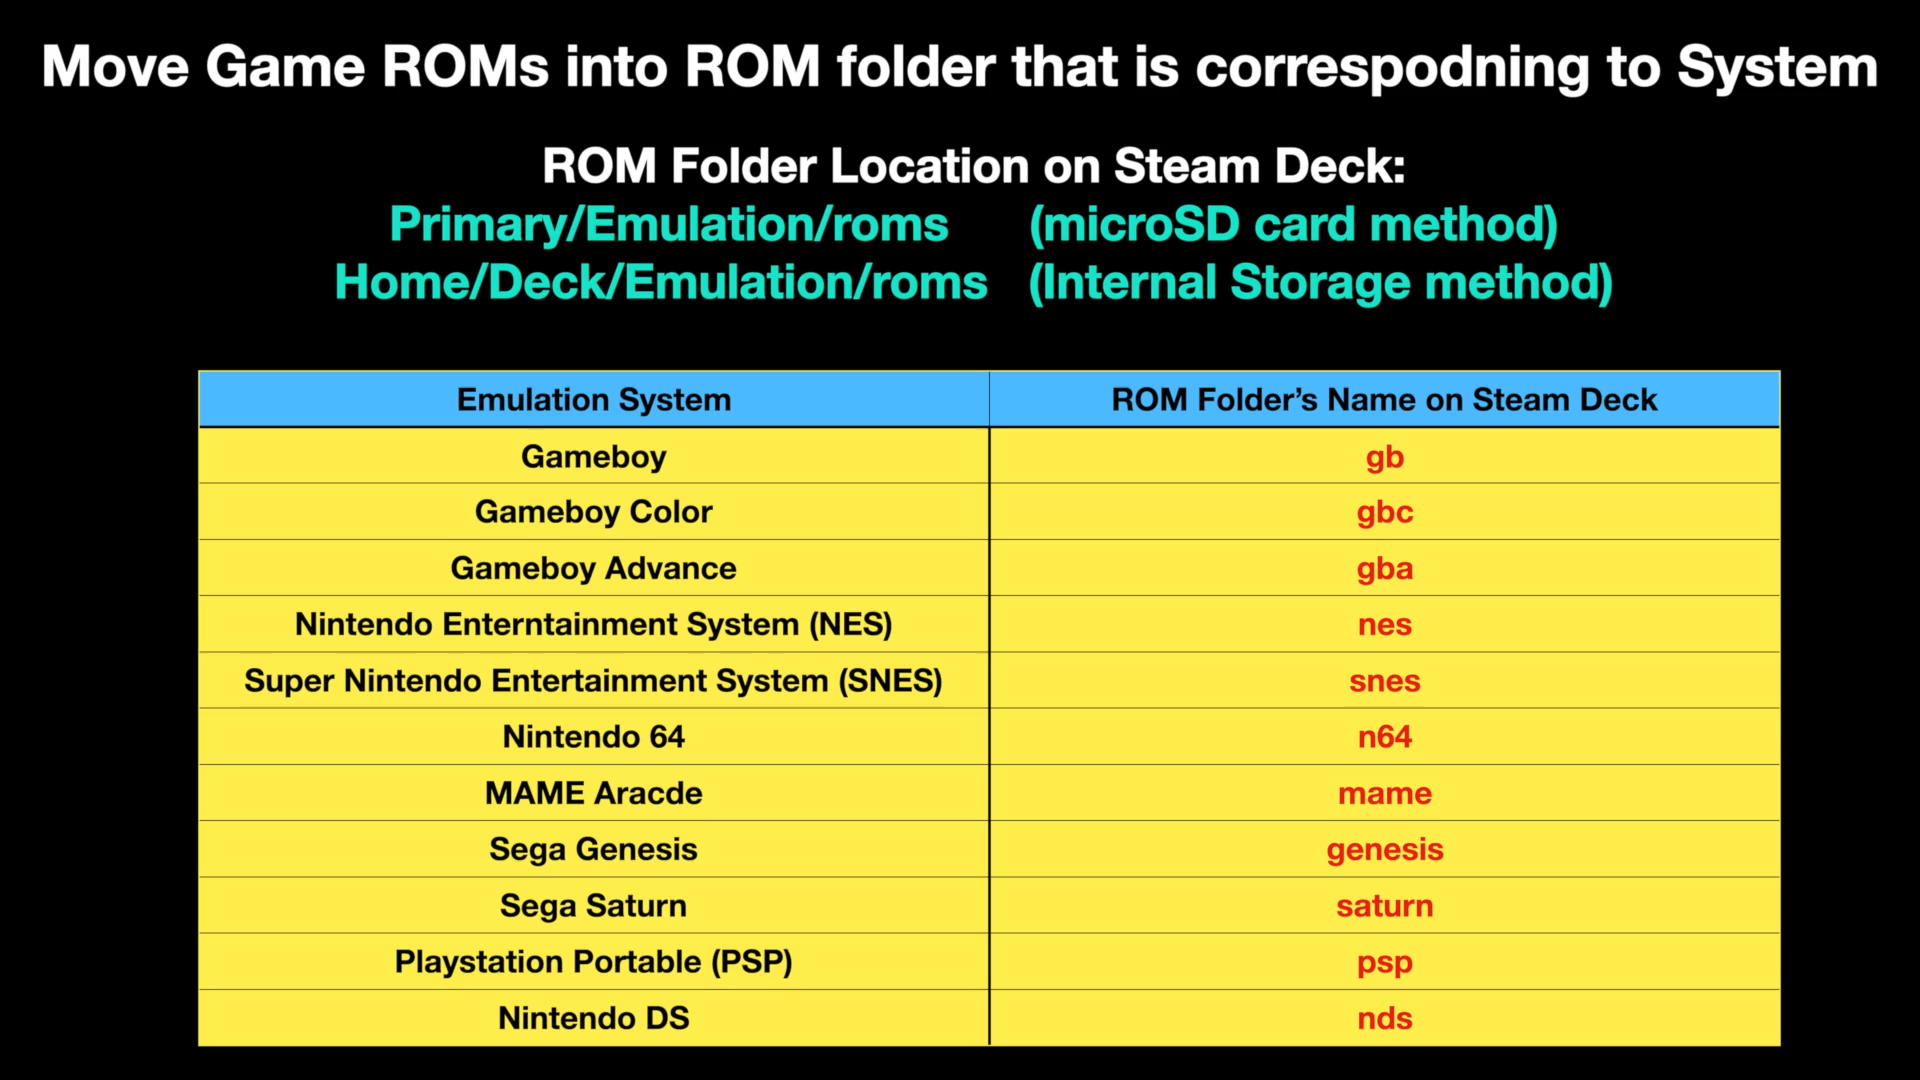 Move Game ROMs into ROM folder that is correspodning to System
ROM Folder Location on Steam Deck:
Primary/Emulation/roms (microSD card method)
Home/Deck/Emulation/roms (Internal Storage method)
Emulation System ROM Folder’s Name on Steam Deck
Gameboy gb
Gameboy Color gbc
Gameboy Advance gba
Nintendo Enterntainment System (NES) nes
Super Nintendo Entertainment System (SNES) snes
Nintendo 64 n64
MAME Aracde mame
Sega Genesis genesis
Sega Saturn saturn
Playstation Portable (PSP) psp
Nintendo DS nds